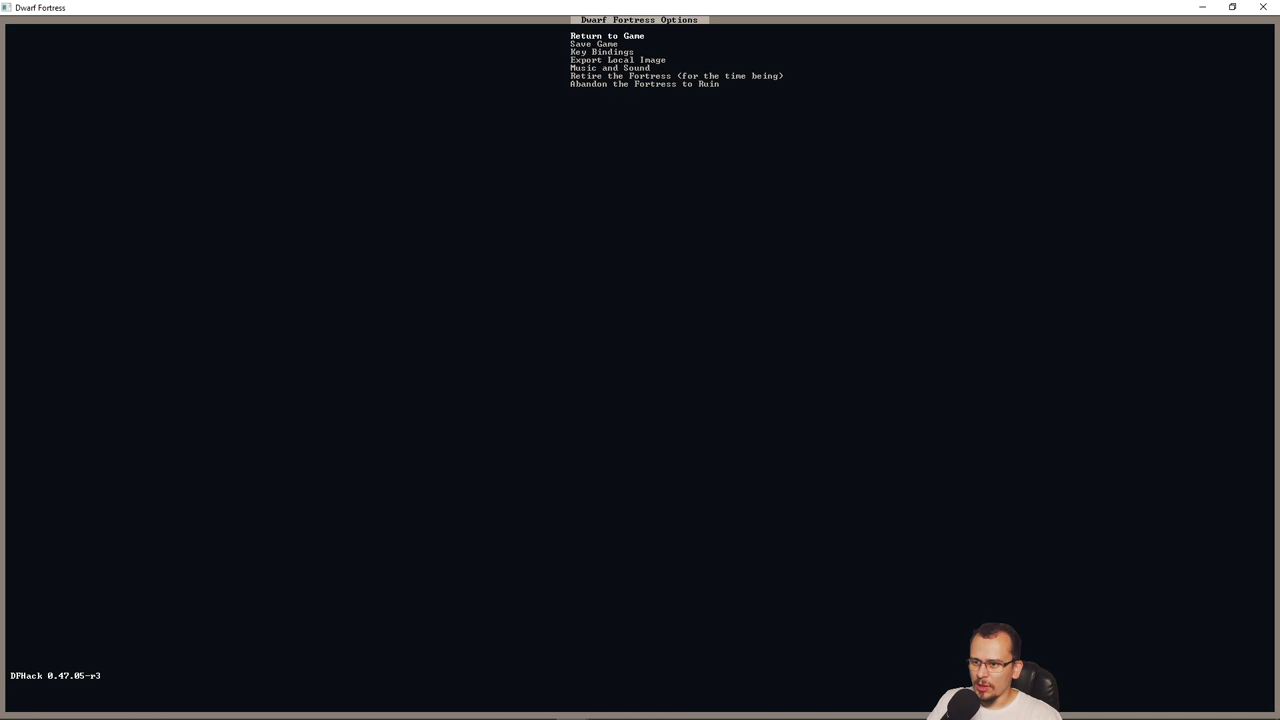 Dwarf Fortress
Dwarf Fortress Options
Return to Game
Save Game
Key Bindings
Export Local Image
Music and Sound
Retire the Fortress (for the time being)
Abandon the Fortress to Ruin
DFHack 0.47.05-r3